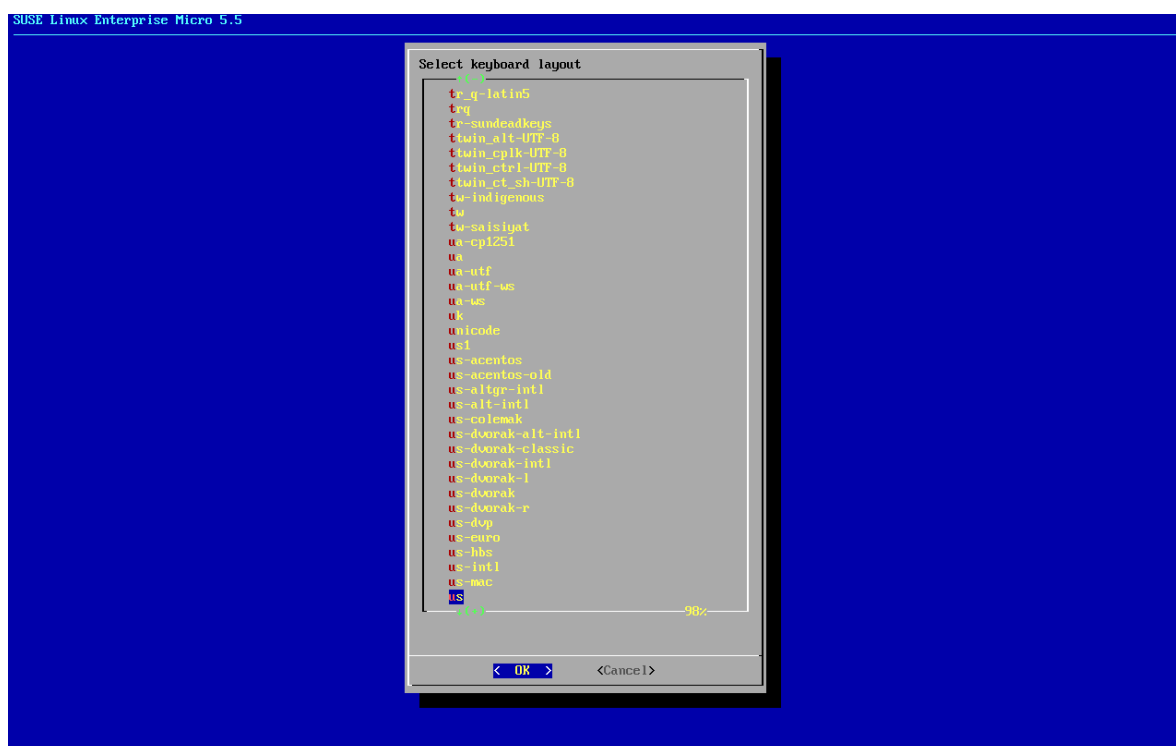 SUSE Linux Enterprise Micro 5.5
Select keyboard layout
tr_q-latin5
trq
tr-sundeadkeys
ttwin_alt-UTF-8
ttwin_cplk-UTF-8
ttwin_ctrl-UTF-8
ttwin_ct_sh-UTF-8
tw-indigenous
tw
tw-saisiyat
ua-cp1251
ua
ua-utf
ua-utf-ws
ua-ws
uk
unicode
us1
us-acentos
us-acentos-old
us-altgr-intl
us-alt-intl
us-colemak
us-dvorak-alt-intl
us-dvorak-classic
us-dvorak-intl
us-dvorak-l
us-dvorak
us-dvorak-r
us-dvp
us-euro
us-hbs
us-intl
us-mac
us
98%
< OK > <Cancel>